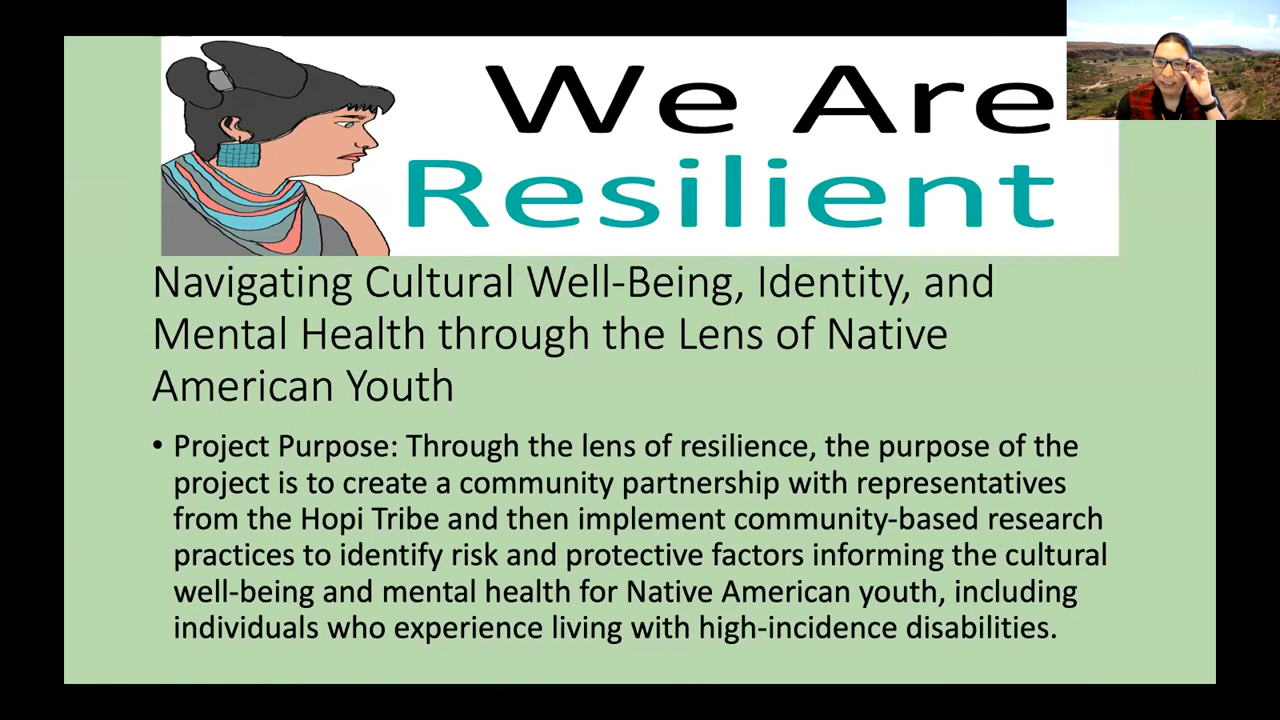 We Are
Resilient
Navigating Cultural Well-Being, Identity, and
Mental Health through the Lens of Native
American Youth
• Project Purpose: Through the lens of resilience, the purpose of the
project is to create a community partnership with representatives
from the Hopi Tribe and then implement community-based research
practices to identify risk and protective factors informing the cultural
well-being and mental health for Native American youth, including
individuals who experience living with high-incidence disabilities.